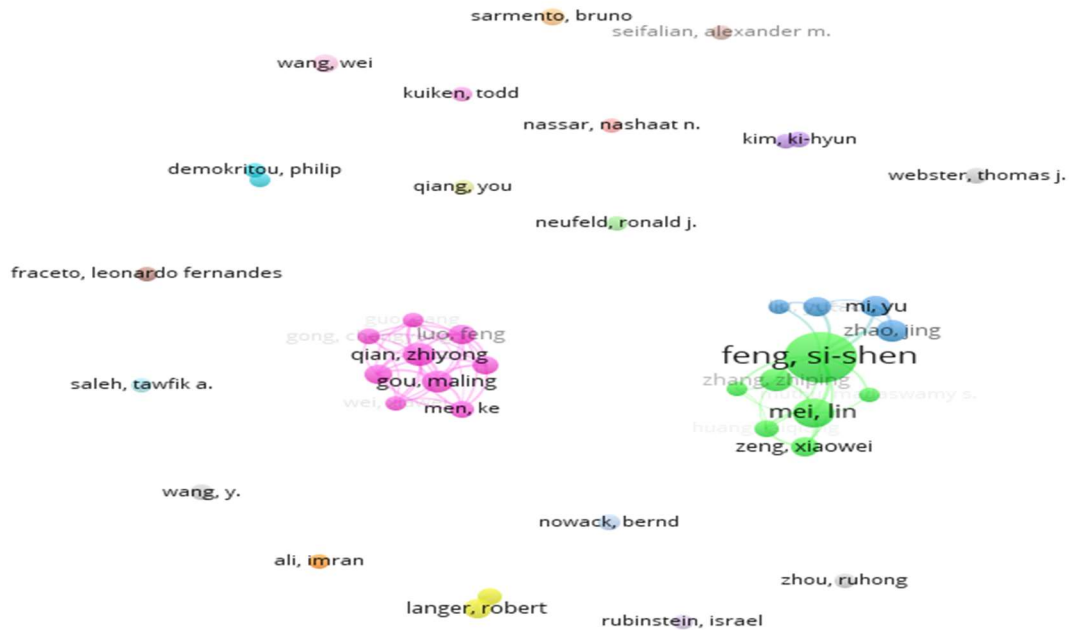 sarmento, bruno
seifalian, alexander m.
wang, wei
kuiken, todd
nassar, nashaat n.
kim, ki-hyun
demokritou, philip
webster, thomas j.
qiang, you
neufeld, ronald j.
fraceto, leonardo fernandes
mi, yu
luo, feng
zhao, jing
qian, zhiyong
feng, si-shen
gou, maling
zhang, zhiping
saleh, tawfik a.
men, ke
mei, lin
zeng, xiaowei
wang, y.
nowack, bernd
ali, imran
zhou, ruhong
langer, robert
rubinstein, israel